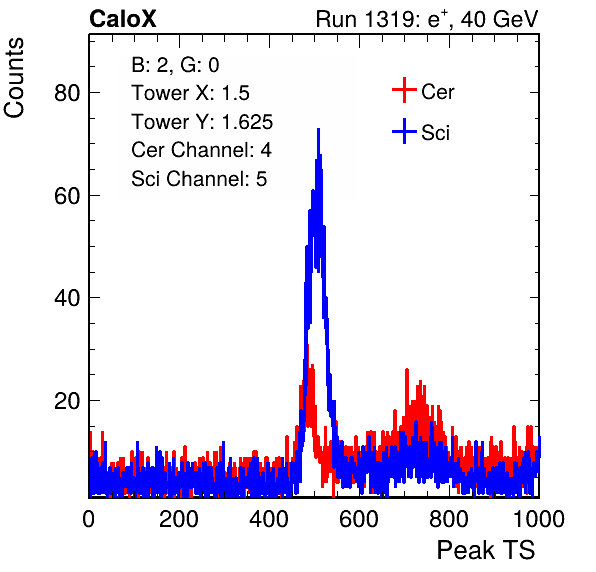 CaloX Run 1319: e⁺, 40 GeV
B: 2, G: 0
Tower X: 1.5
Tower Y: 1.625
Cer Channel: 4
Sci Channel: 5
Cer
Sci
Counts
80
60
40
20
0 200 400 600 800 1000
Peak TS